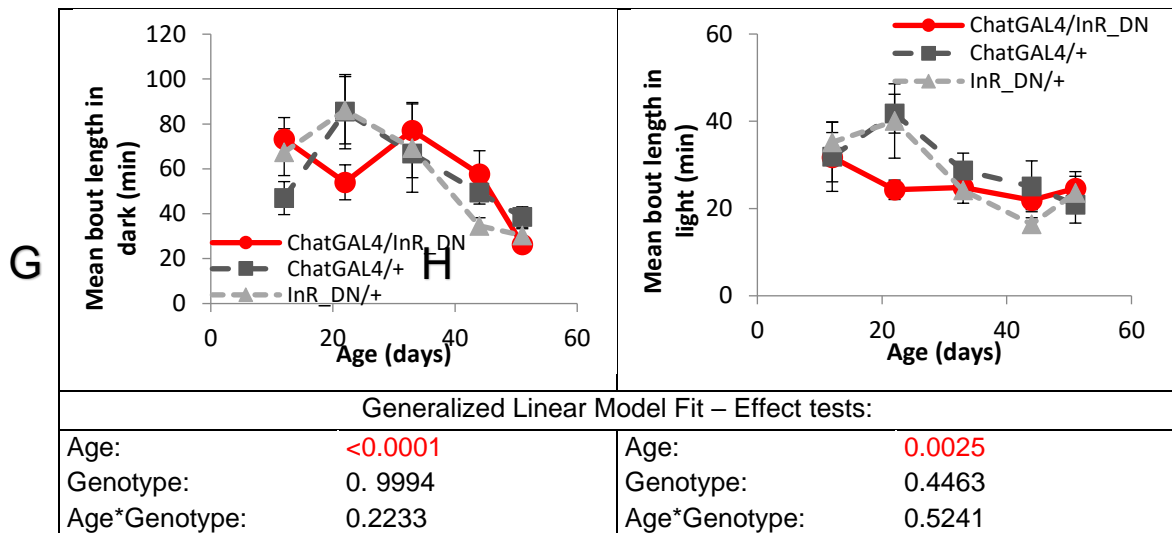 G
Mean bout length in
dark (min)
120
100
80
60
40
20
0
0
20
40
60
Age (days)
ChatGAL4/InR_DN
ChatGAL4/+
InR_DN/+
H
Mean bout length in
light (min)
60
40
20
0
0
20
40
60
Age (days)
ChatGAL4/InR_DN
ChatGAL4/+
InR_DN/+
Generalized Linear Model Fit – Effect tests:
Age: <0.0001
Genotype: 0. 9994
Age*Genotype: 0.2233
Age: 0.0025
Genotype: 0.4463
Age*Genotype: 0.5241